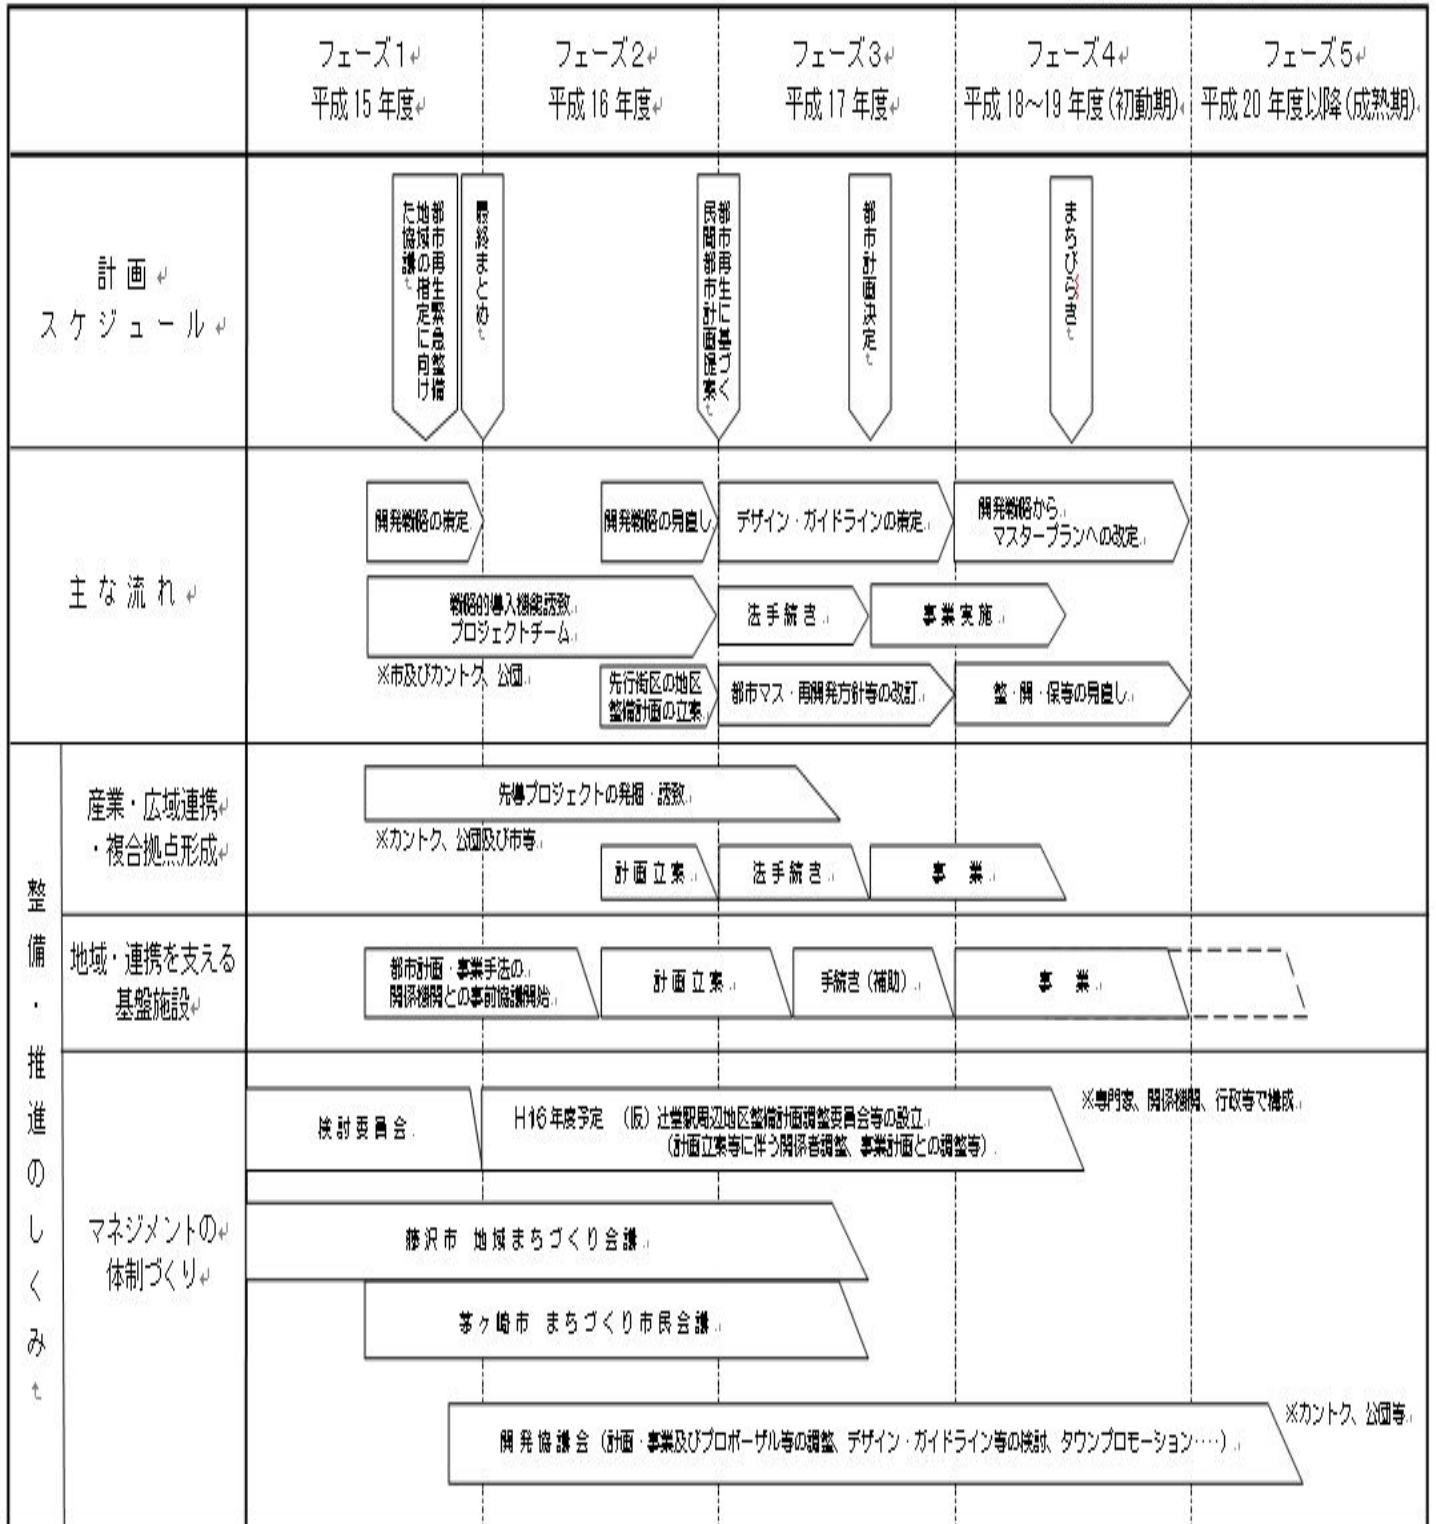 フェーズ1
平成 15 年度
フェーズ2
平成 16 年度
フェーズ3
平成 17 年度
フェーズ4
平成 18～19 年度(初動期)
フェーズ5
平成 20 年度以降(成熟期)
計 画
ス ケ ジ ュ ー ル
都市再生緊急整備
地域の指定に向け
た協議
最終まとめ
都市再生に基づく
民間都市計画提案
都市計画決定
まちびらき
主 な 流 れ
開発戦略の策定
開発戦略の見直し
デザイン・ガイドラインの策定
開発戦略から
マスタープランへの改定
戦略的導入機能誘致
プロジェクトチーム
※市及びカントク、公団
法手続き
事業実施
先行街区の地区
整備計画の立案
都市マス・再開発方針等の改訂
整・開・保等の見直し
整備・推進のしくみ
産業・広域連携
・複合拠点形成
先導プロジェクトの発掘・誘致
※カントク、公団及び市等
計画立案
法手続き
事　業
地域・連携を支える
基盤施設
都市計画・事業手法の
関係機関との事前協議開始
計画立案
手続き（補助）
事　業
マネジメントの
体制づくり
検討委員会
H16年度予定　（仮）辻堂駅周辺地区整備計画調整委員会等の設立
（計画立案等に伴う関係者調整、事業計画との調整等）
※専門家、関係機関、行政等で構成
藤沢市　地域まちづくり会議
茅ヶ崎市　まちづくり市民会議
開発協議会（計画・事業及びプロポーザル等の調整、デザイン・ガイドライン等の検討、タウンプロモーション‥‥）
※カントク、公団等